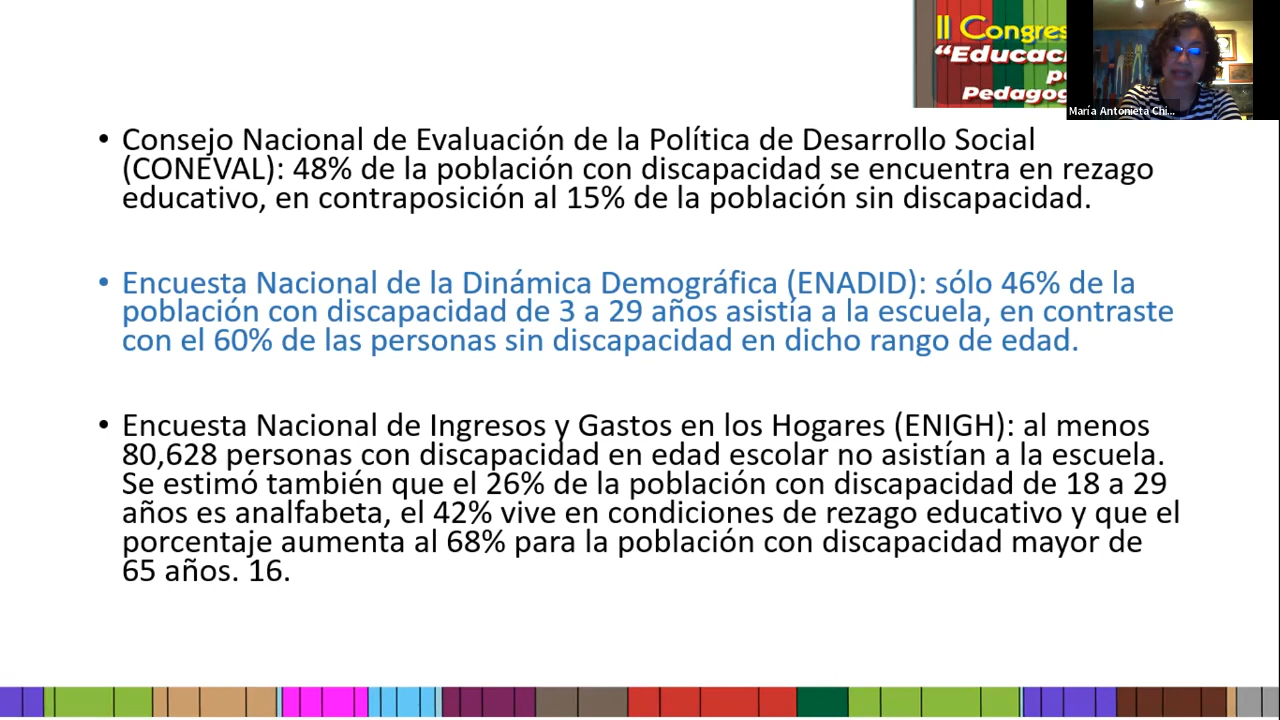 II Congres
“Educaci
po
Pedagog
María Antonieta Chi...
• Consejo Nacional de Evaluación de la Política de Desarrollo Social
(CONEVAL): 48% de la población con discapacidad se encuentra en rezago
educativo, en contraposición al 15% de la población sin discapacidad.
• Encuesta Nacional de la Dinámica Demográfica (ENADID): sólo 46% de la
población con discapacidad de 3 a 29 años asistía a la escuela, en contraste
con el 60% de las personas sin discapacidad en dicho rango de edad.
• Encuesta Nacional de Ingresos y Gastos en los Hogares (ENIGH): al menos
80,628 personas con discapacidad en edad escolar no asistían a la escuela.
Se estimó también que el 26% de la población con discapacidad de 18 a 29
años es analfabeta, el 42% vive en condiciones de rezago educativo y que el
porcentaje aumenta al 68% para la población con discapacidad mayor de
65 años. 16.